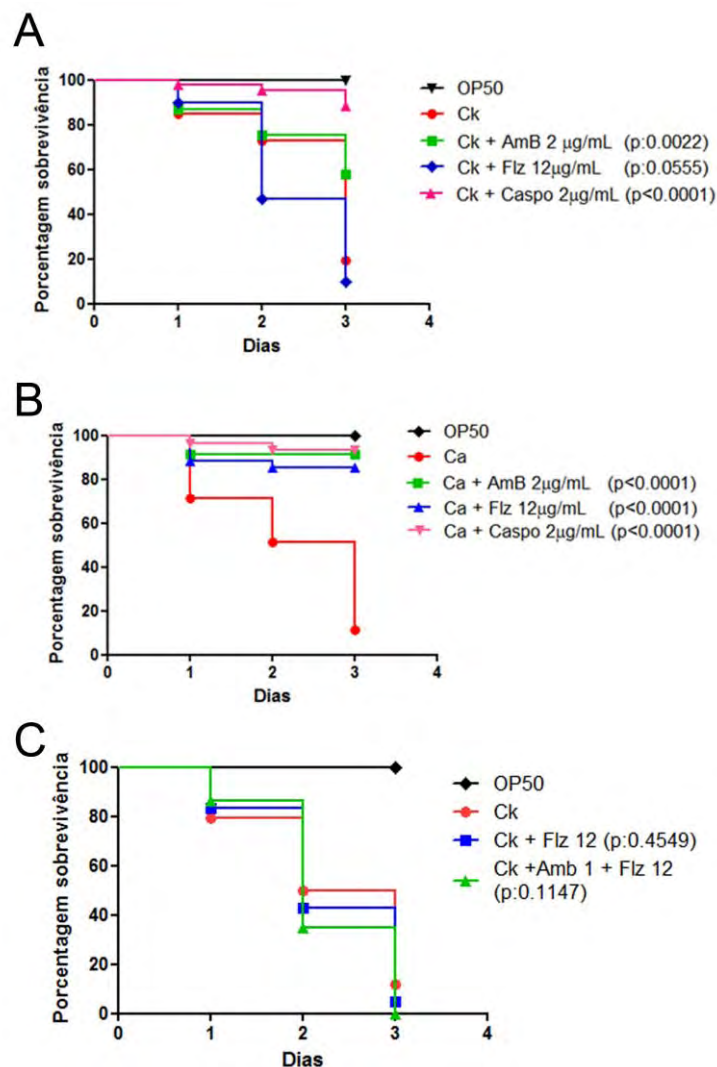 A
Porcentagem sobrevivência
100
80
60
40
20
0
0 1 2 3 4
Dias
OP50
Ck
Ck + AmB 2 µg/mL (p:0.0022)
Ck + Flz 12µg/mL (p:0.0555)
Ck + Caspo 2µg/mL (p<0.0001)
B
Porcentagem sobrevivência
100
80
60
40
20
0
0 1 2 3 4
Dias
OP50
Ca
Ca + AmB 2µg/mL (p<0.0001)
Ca + Flz 12µg/mL (p<0.0001)
Ca + Caspo 2µg/mL (p<0.0001)
C
Porcentagem sobrevivência
100
80
60
40
20
0
0 1 2 3 4
Dias
OP50
Ck
Ck + Flz 12 (p:0.4549)
Ck +Amb 1 + Flz 12
(p:0.1147)